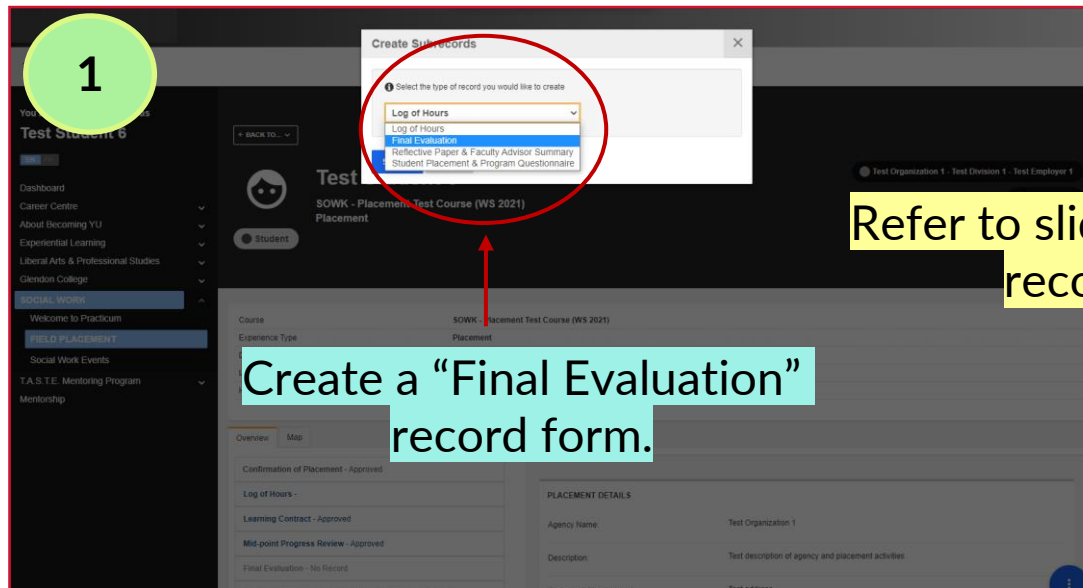 1
Create Subrecords
Select the type of record you would like to create
Log of Hours
Log of Hours
Final Evaluation
Reflective Paper & Faculty Advisor Summary
Student Placement & Program Questionnaire
Test Student 6
EN
Dashboard
Career Centre
About Becoming YU
Experiential Learning
Liberal Arts & Professional Studies
Glendon College
SOCIAL WORK
Welcome to Practicum
FIELD PLACEMENT
Social Work Events
T.A.S.T.E. Mentoring Program
Mentorship
+ BACK TO...
Test
SOWK - Placement Test Course (WS 2021)
Placement
Student
Test Organization 1 - Test Division 1 - Test Employer 1
Refer to
Course SOWK - Placement Test Course (WS 2021)
Experience Type Placement
Create a “Final Evaluation”
record form.
Overview Map
Confirmation of Placement - Approved
Log of Hours -
Learning Contract - Approved
Mid-point Progress Review - Approved
Final Evaluation - No Record
PLACEMENT DETAILS
Agency Name: Test Organization 1
Description: Test description of agency and placement activities.